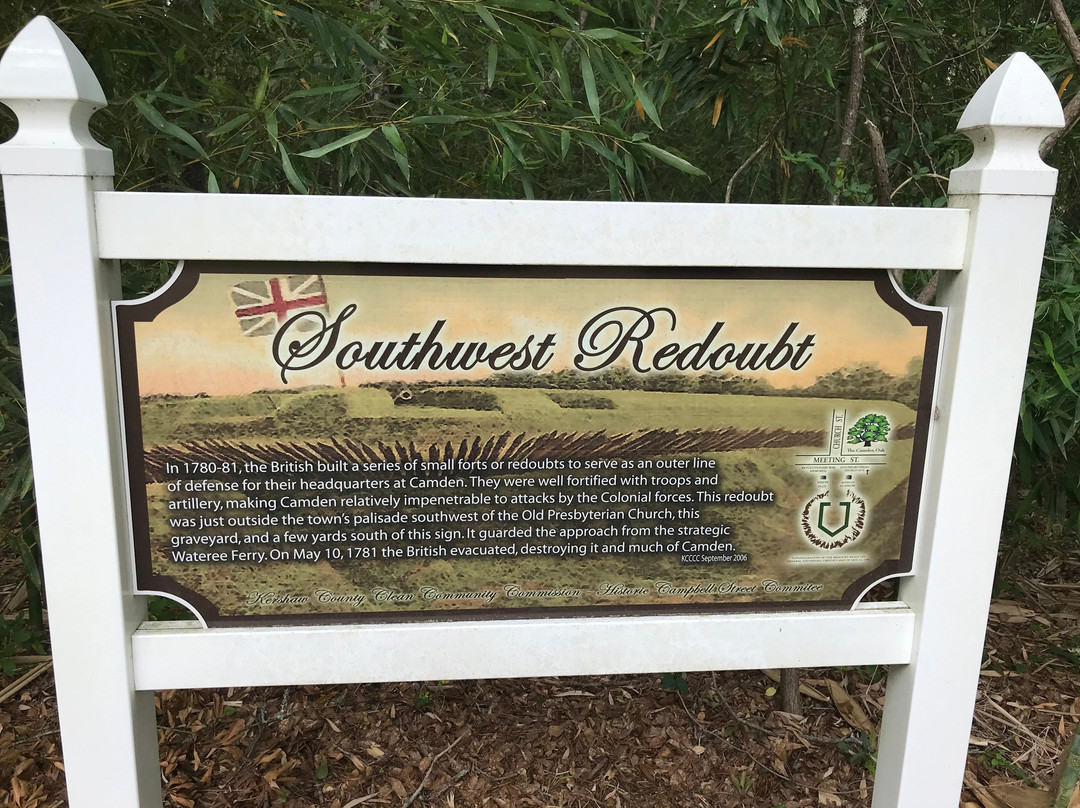 Southwest Redoubt
In 1780-81, the British built a series of small forts or redoubts to serve as an outer line
of defense for their headquarters at Camden. They were well fortified with troops and
artillery, making Camden relatively impenetrable to attacks by the Colonial forces. This redoubt
was just outside the town's palisade southwest of the Old Presbyterian Church, this
graveyard, and a few yards south of this sign. It guarded the approach from the strategic
Wateree Ferry. On May 10, 1781 the British evacuated, destroying it and much of Camden.
KCCCC September 2006
CHURCH ST.
The Camden Oak
MEETING ST.
Kershaw County Clean Community Commission Historic Campbell Street Commitee